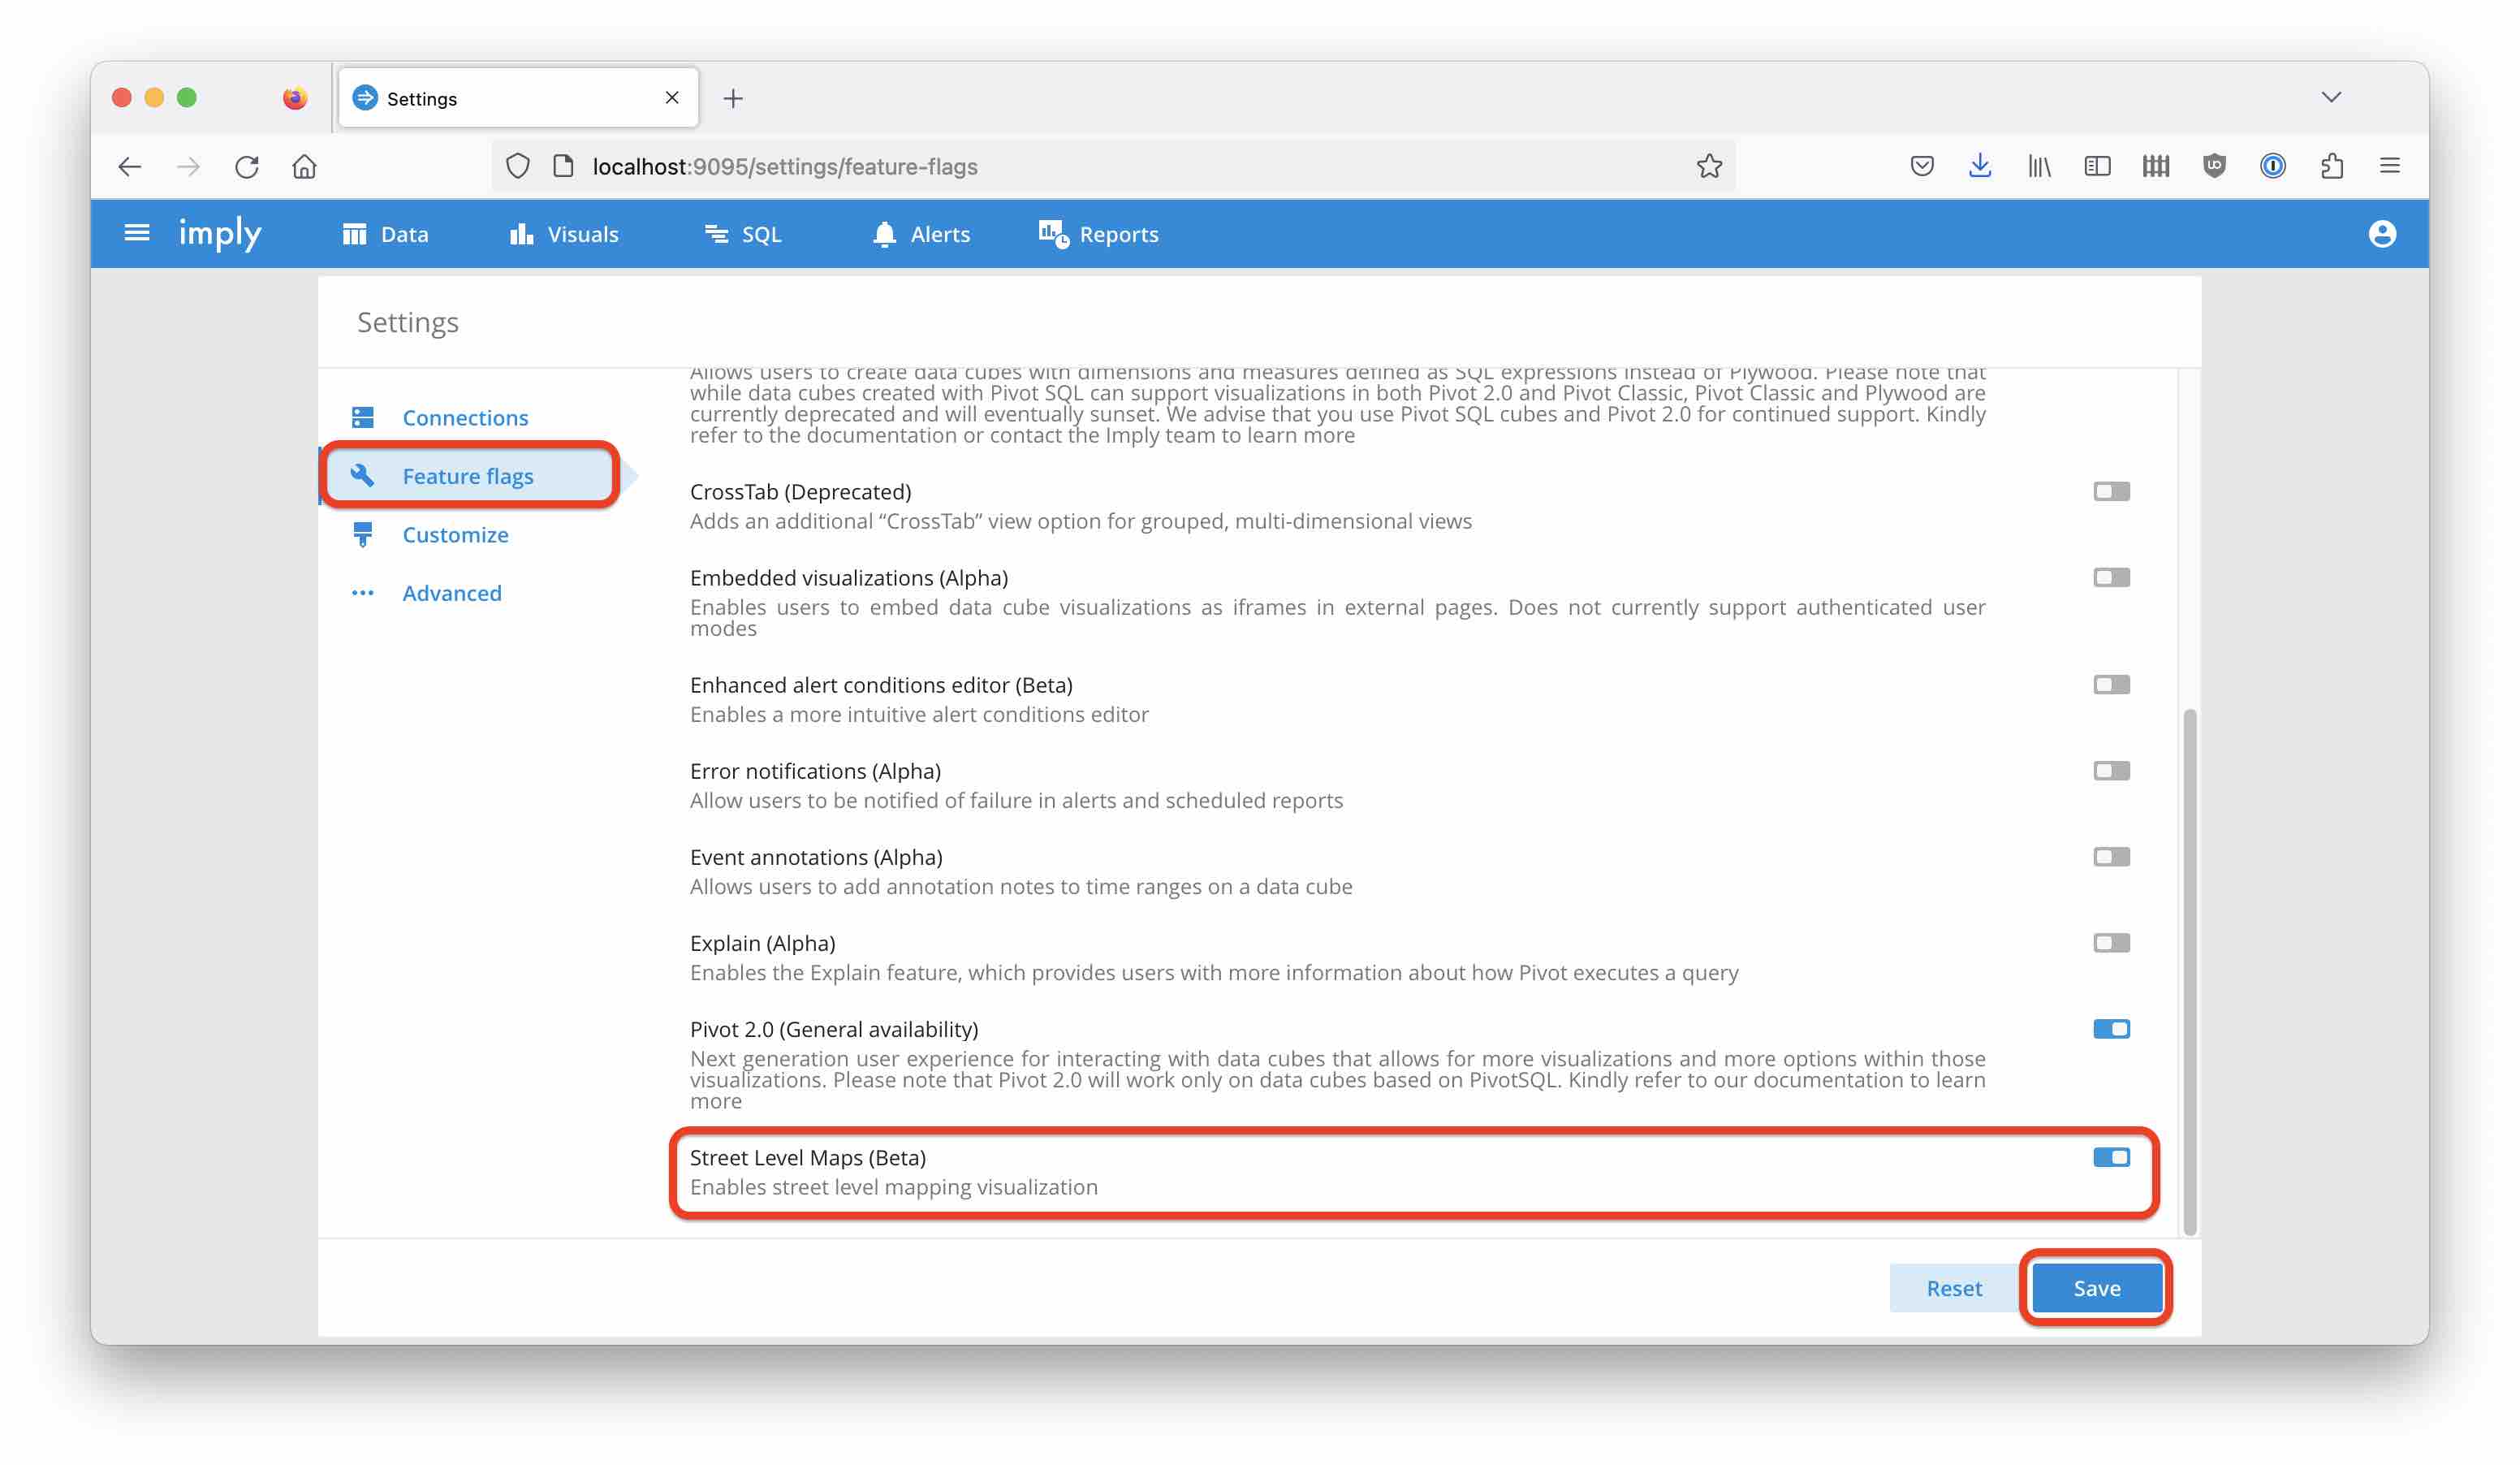 Settings
localhost:9095/settings/feature-flags
imply
Data
Visuals
SQL
Alerts
Reports
Settings
Connections
Feature flags
Customize
Advanced
Allows users to create data cubes with dimensions and measures defined as SQL expressions instead of Plywood. Please note that
while data cubes created with Pivot SQL can support visualizations in both Pivot 2.0 and Pivot Classic, Pivot Classic and Plywood are
currently deprecated and will eventually sunset. We advise that you use Pivot SQL cubes and Pivot 2.0 for continued support. Kindly
refer to the documentation or contact the Imply team to learn more
CrossTab (Deprecated)
Adds an additional “CrossTab” view option for grouped, multi-dimensional views
Embedded visualizations (Alpha)
Enables users to embed data cube visualizations as iframes in external pages. Does not currently support authenticated user
modes
Enhanced alert conditions editor (Beta)
Enables a more intuitive alert conditions editor
Error notifications (Alpha)
Allow users to be notified of failure in alerts and scheduled reports
Event annotations (Alpha)
Allows users to add annotation notes to time ranges on a data cube
Explain (Alpha)
Enables the Explain feature, which provides users with more information about how Pivot executes a query
Pivot 2.0 (General availability)
Next generation user experience for interacting with data cubes that allows for more visualizations and more options within those
visualizations. Please note that Pivot 2.0 will work only on data cubes based on PivotSQL. Kindly refer to our documentation to learn
more
Street Level Maps (Beta)
Enables street level mapping visualization
Reset
Save